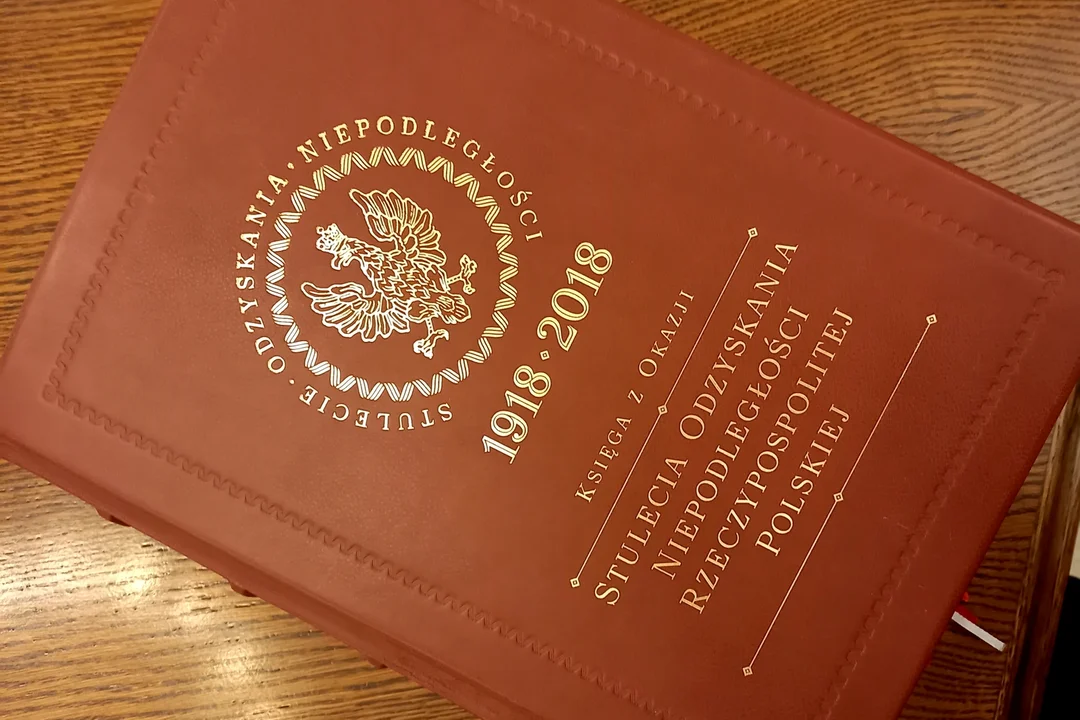 STULECIE · ODZYSKANIA · NIEPODLEGŁOŚCI
1918·2018
KSIĘGA Z OKAZJI
STULECIA ODZYSKANIA
NIEPODLEGŁOŚCI
RZECZYPOSPOLITEJ
POLSKIEJ